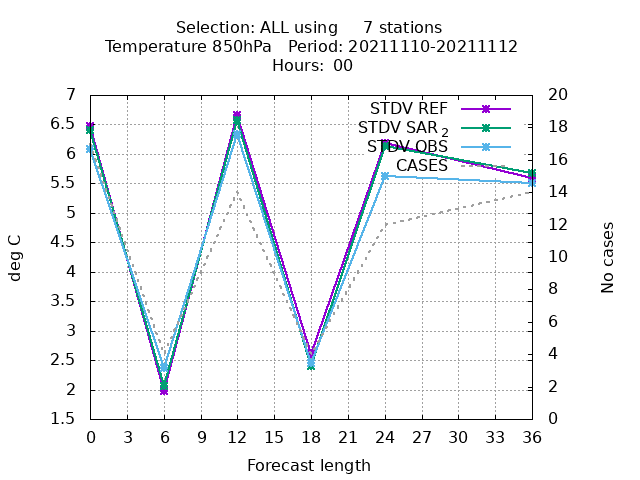 Selection: ALL using 7 stations
Temperature 850hPa Period: 20211110-20211112
Hours: 00
7
6.5
6
5.5
5
4.5
4
3.5
3
2.5
2
1.5
deg C
STDV REF
STDV SAR 2
STDV OBS
CASES
20
18
16
14
12
10
8
6
4
2
0
No cases
0 3 6 9 12 15 18 21 24 27 30 33 36
Forecast length